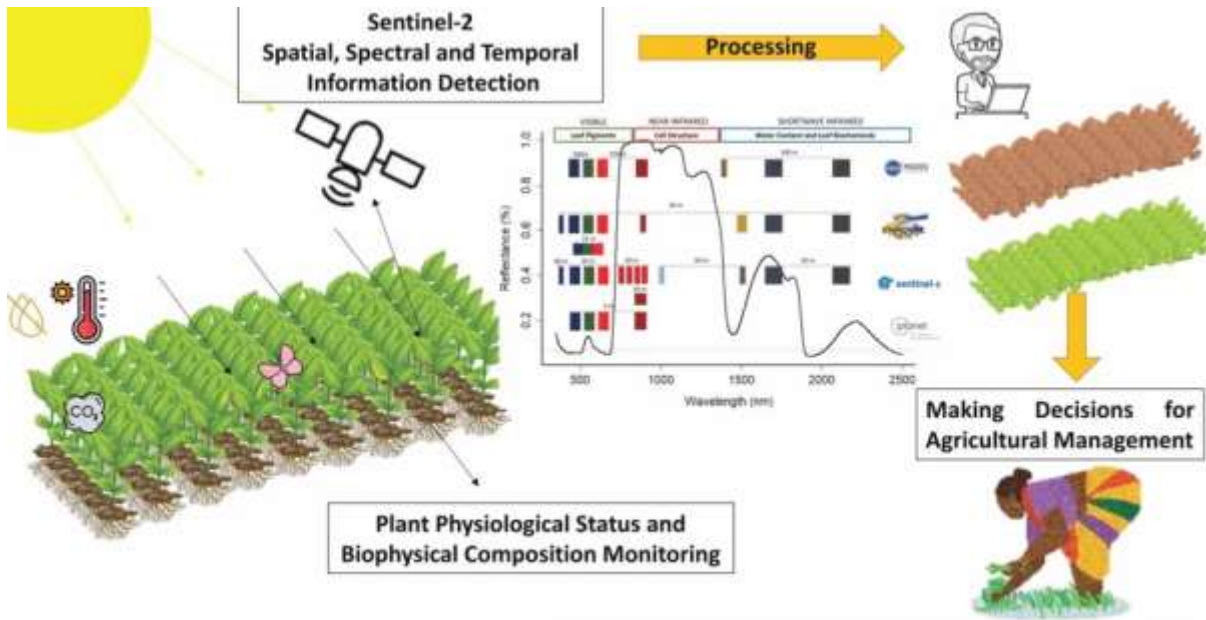 Sentinel-2
Spatial, Spectral and Temporal
Information Detection
Processing
VISIBLE
NEAR INFRARED
SHORTWAVE INFRARED
Leaf Pigments
Cell Structure
Water Content and Leaf Biochemicals
1.0
0.8
0.6
0.4
0.2
Reflectance (%)
500
1000
1500
2000
2500
Wavelength (nm)
sentinel-2
planet
CO₂
Making Decisions for
Agricultural Management
Plant Physiological Status and
Biophysical Composition Monitoring